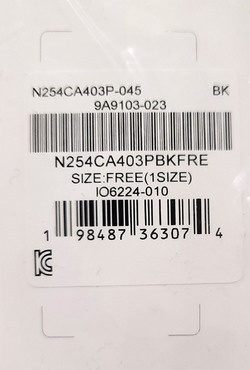 N254CA403P-045 BK
9A9103-023
N254CA403PBKFRE
SIZE:FREE(1SIZE)
IO6224-010
1 98487 36307 4